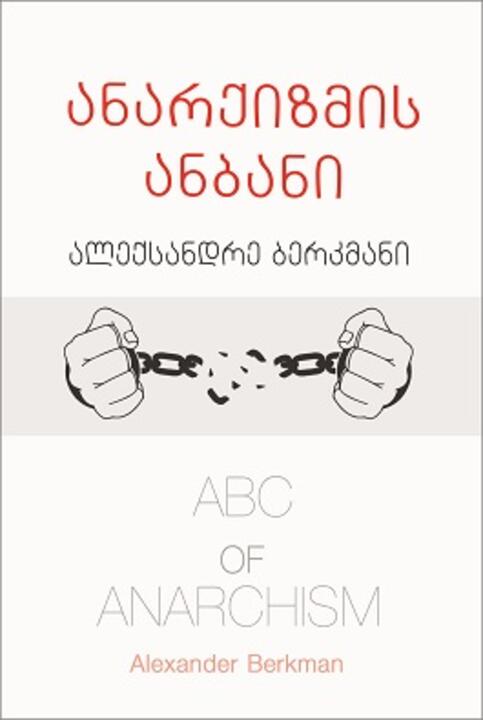 ანარქიზმის
ანბანი
ალექსანდრე ბერკმანი
ABC
OF
ANARCHISM
Alexander Berkman